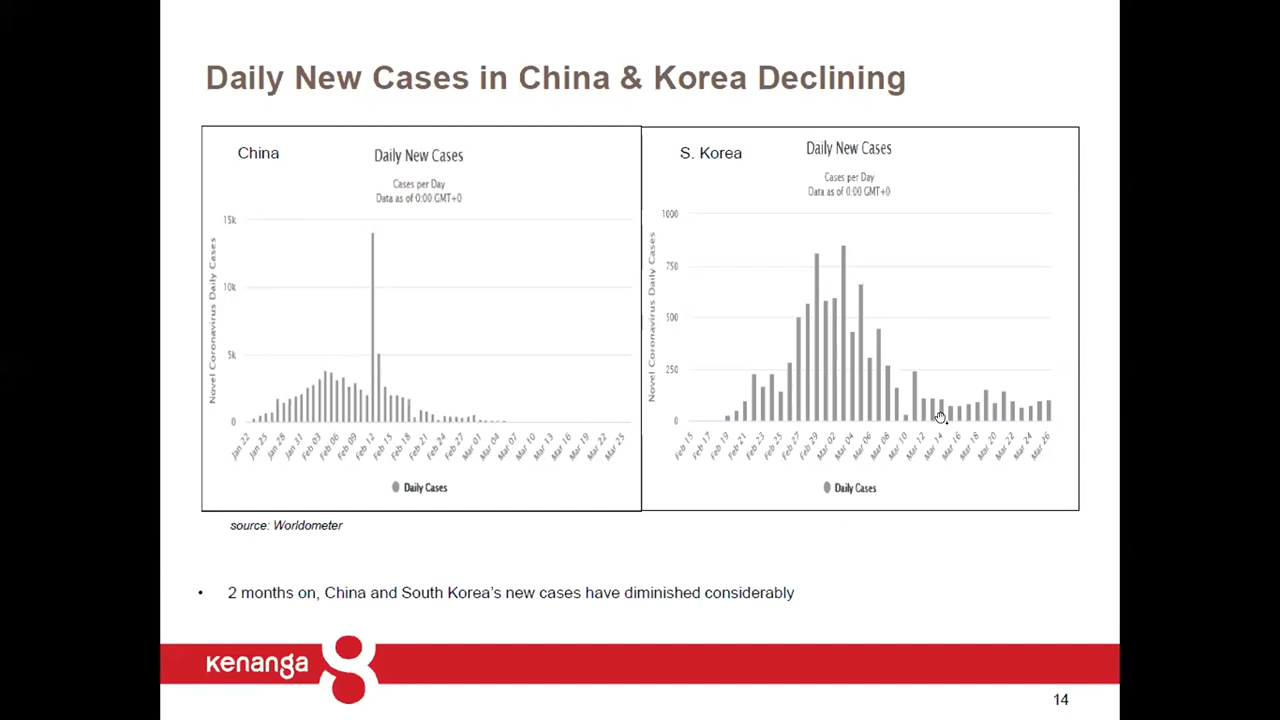 Daily New Cases in China & Korea Declining
China
Daily New Cases
Cases per Day
Data as of 0:00 GMT+0
Novel Coronavirus Daily Cases
15k
10k
5k
0
Jan 22
Jan 25
Jan 28
Jan 31
Feb 03
Feb 06
Feb 09
Feb 12
Feb 15
Feb 18
Feb 21
Feb 24
Feb 27
Mar 01
Mar 04
Mar 07
Mar 10
Mar 13
Mar 16
Mar 19
Mar 22
Mar 25
Daily Cases
S. Korea
Daily New Cases
Cases per Day
Data as of 0:00 GMT+0
Novel Coronavirus Daily Cases
1000
750
500
250
0
Feb 15
Feb 17
Feb 19
Feb 21
Feb 23
Feb 25
Feb 27
Feb 29
Mar 02
Mar 04
Mar 06
Mar 08
Mar 10
Mar 12
Mar 14
Mar 16
Mar 18
Mar 20
Mar 22
Mar 24
Mar 26
Daily Cases
source: Worldometer
• 2 months on, China and South Korea's new cases have diminished considerably
kenanga
14